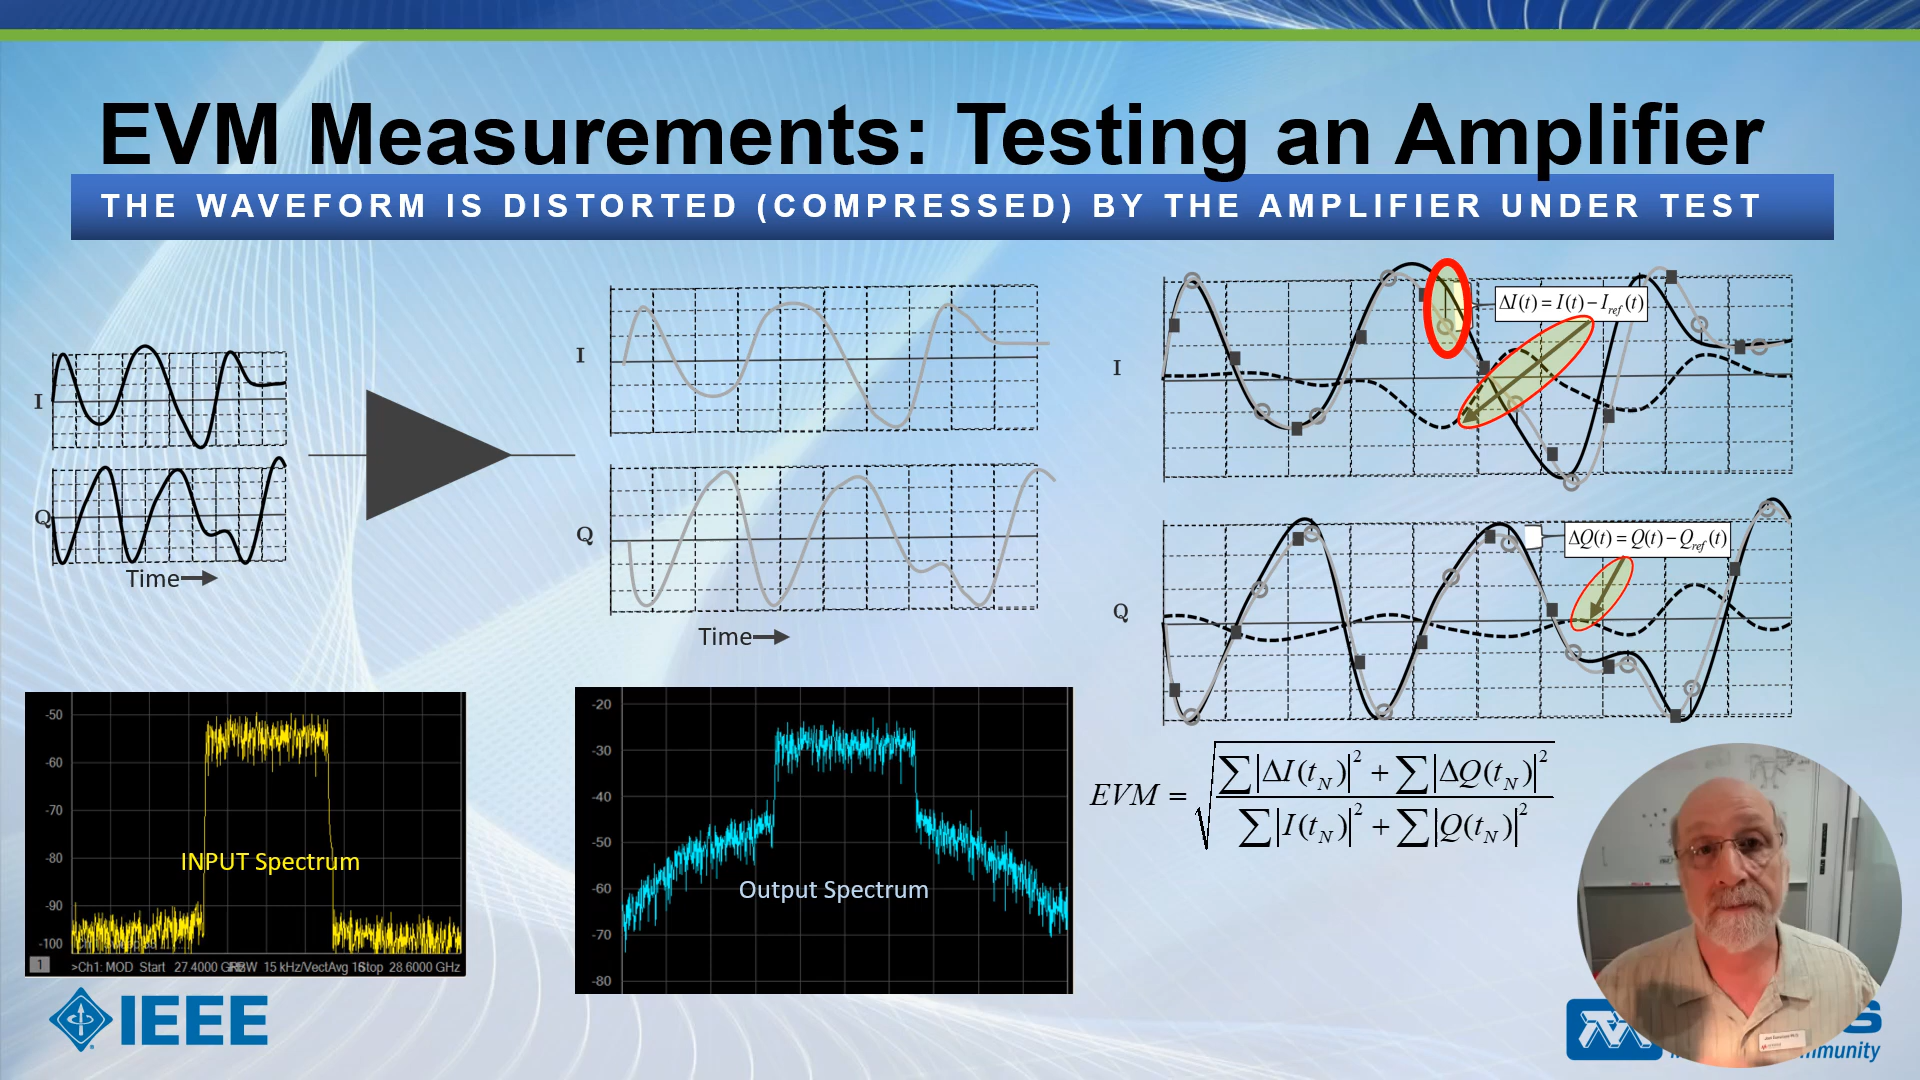 EVM Measurements: Testing an Amplifier
THE WAVEFORM IS DISTORTED (COMPRESSED) BY THE AMPLIFIER UNDER TEST
I
Q
Time
I
Q
Time
I
ΔI(t) = I(t) − I_ref(t)
Q
ΔQ(t) = Q(t) − Q_ref(t)
EVM = √((∑|ΔI(t_N)|² + ∑|ΔQ(t_N)|²) / (∑|I(t_N)|² + ∑|Q(t_N)|²))
-50
-60
-70
-80
-90
-100
INPUT Spectrum
1 >Ch1: MOD Start 27.4000 RBW 15 kHz/VectAvg Stop 28.6000 GHz
-20
-30
-40
-50
-60
-70
-80
Output Spectrum
IEEE